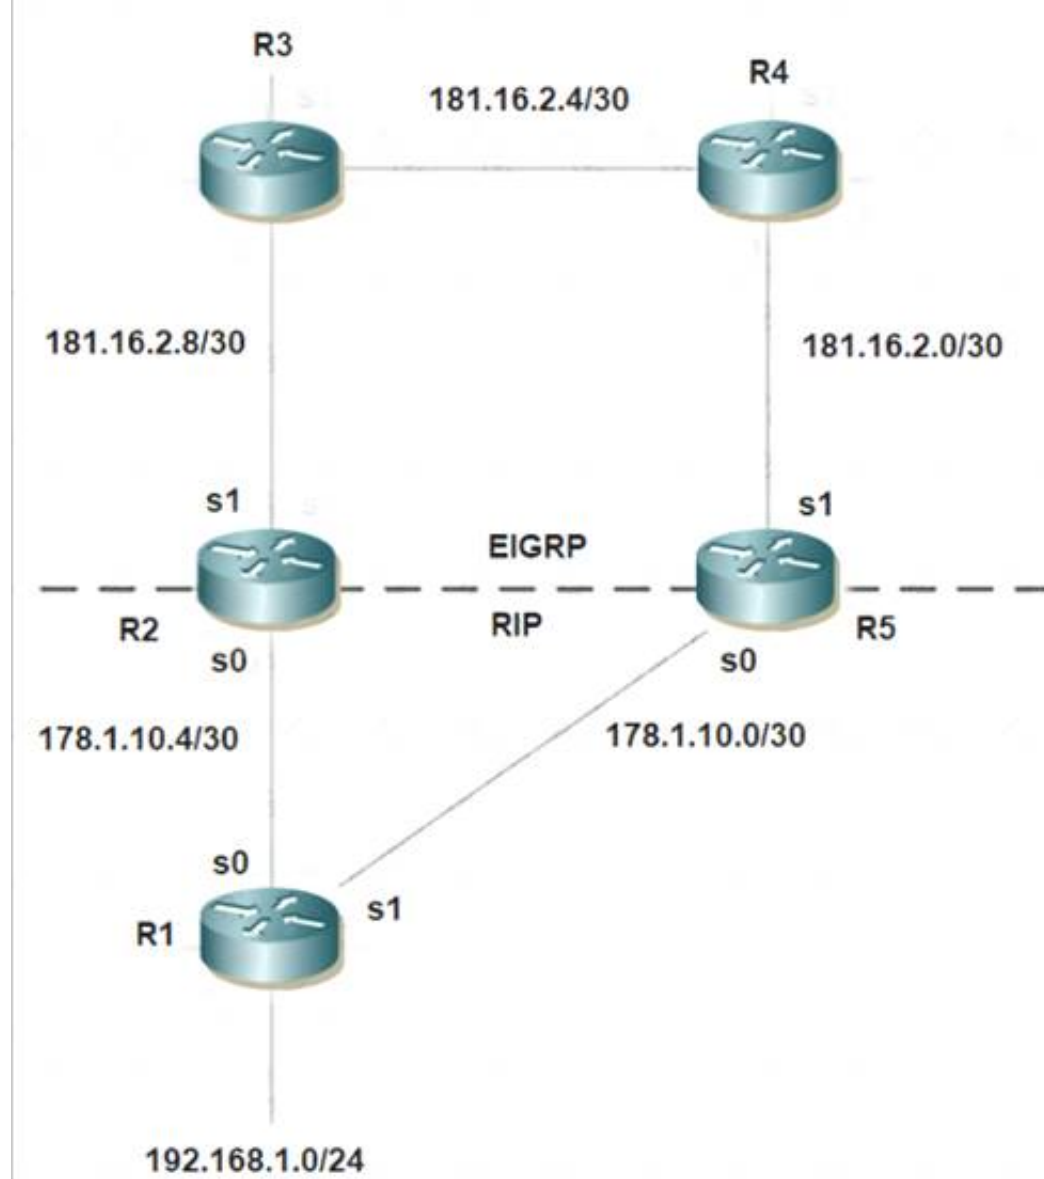 R3
R4
181.16.2.4/30
181.16.2.8/30
181.16.2.0/30
s1
s1
EIGRP
R2
RIP
R5
s0
s0
178.1.10.4/30
178.1.10.0/30
s0
s1
R1
192.168.1.0/24